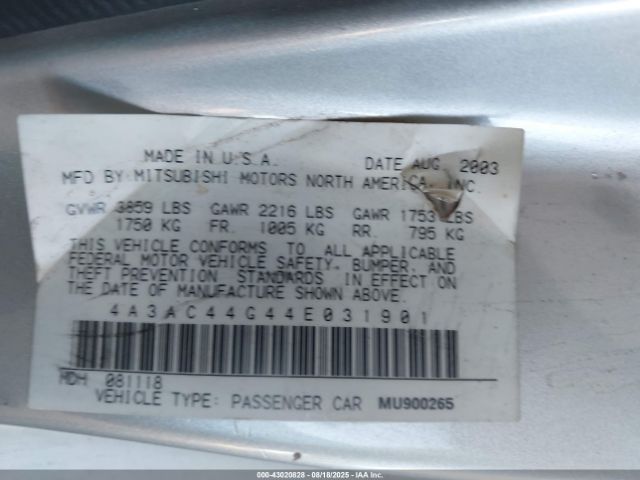 MADE IN U.S.A. DATE AUG. 2003
MFD BY: MITSUBISHI MOTORS NORTH AMERICA, INC.
GVWR 3859 LBS GAWR 2216 LBS GAWR 1753 LBS
1750 KG FR. 1005 KG RR. 795 KG
THIS VEHICLE CONFORMS TO ALL APPLICABLE
FEDERAL MOTOR VEHICLE SAFETY, BUMPER, AND
THEFT PREVENTION STANDARDS IN EFFECT ON
THE DATE OF MANUFACTURE SHOWN ABOVE.
4A3AC44G44E031901
MDH 081118
VEHICLE TYPE: PASSENGER CAR MU900265
000-43020828 - 08/18/2025 - IAA Inc.